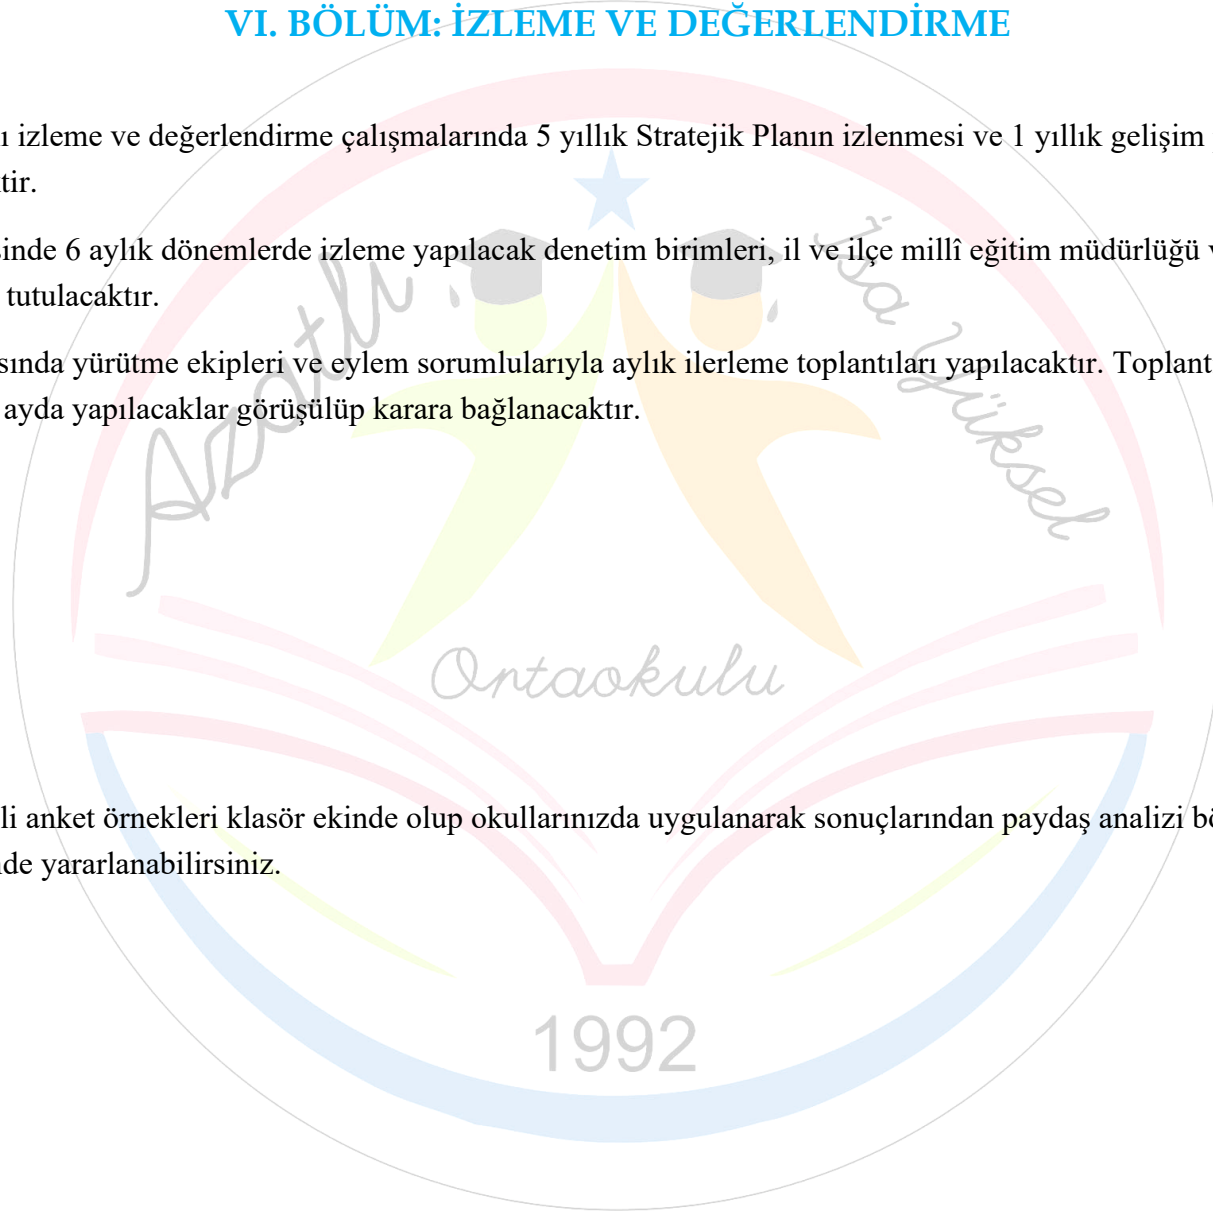 VI. BÖLÜM: İZLEME VE DEĞERLENDİRME
ı izleme ve değerlendirme çalışmalarında 5 yıllık Stratejik Planın izlenmesi ve 1 yıllık gelişim
tir.
sinde 6 aylık dönemlerde izleme yapılacak denetim birimleri, il ve ilçe millî eğitim müdürlüğü v
tutulacaktır.
sında yürütme ekipleri ve eylem sorumlularıyla aylık ilerleme toplantıları yapılacaktır. Toplant
ayda yapılacaklar görüşülüp karara bağlanacaktır.
Azatlı İsa Yüksel
Ortaokulu
li anket örnekleri klasör ekinde olup okullarınızda uygulanarak sonuçlarından paydaş analizi bö
nde yararlanabilirsiniz.
1992